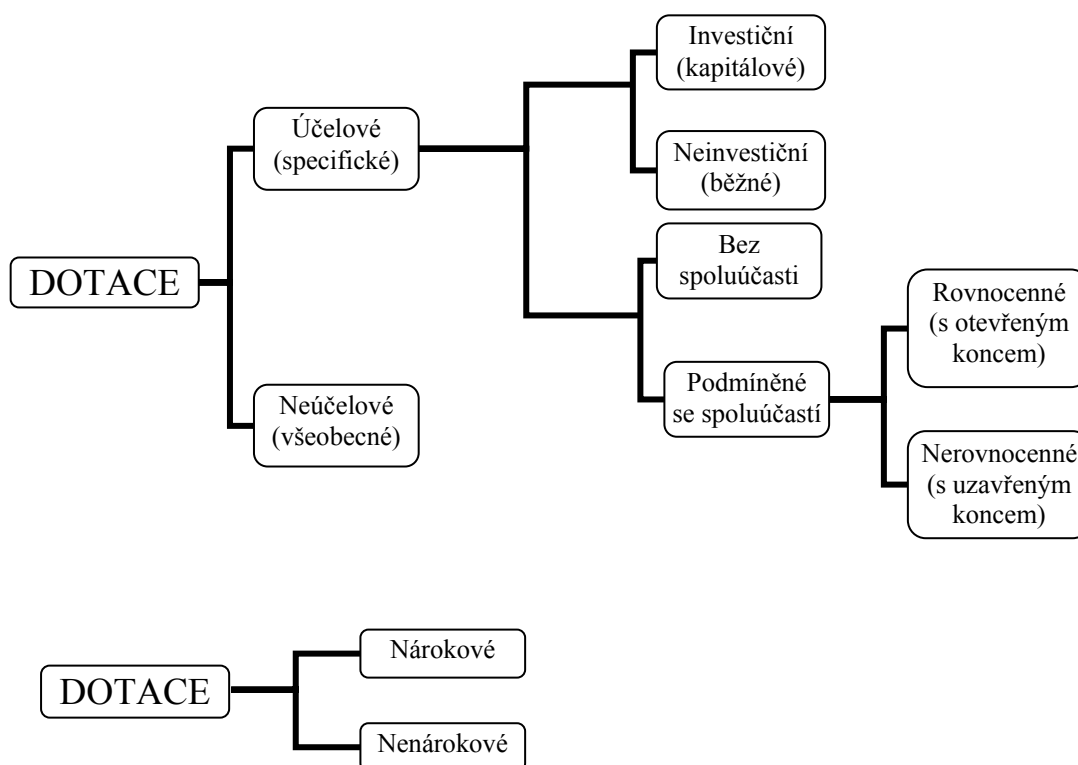 Investiční
(kapitálové)
Účelové
(specifické)
Neinvestiční
(běžné)
Bez
spoluúčasti
DOTACE
Rovnocenné
(s otevřeným
koncem)
Podmíněné
se spoluúčastí
Neúčelové
(všeobecné)
Nerovnocenné
(s uzavřeným
koncem)
Nárokové
DOTACE
Nenárokové